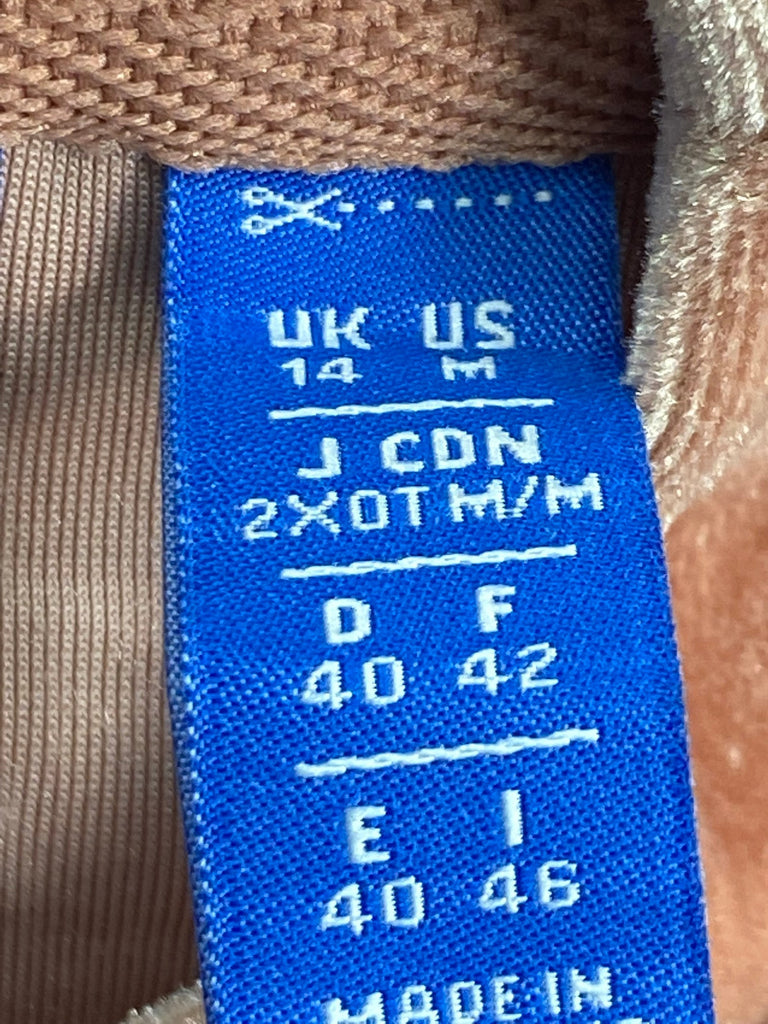 UK US
14 M
J CDN
2XOT M/M
D F
40 42
E I
40 46
MADE IN